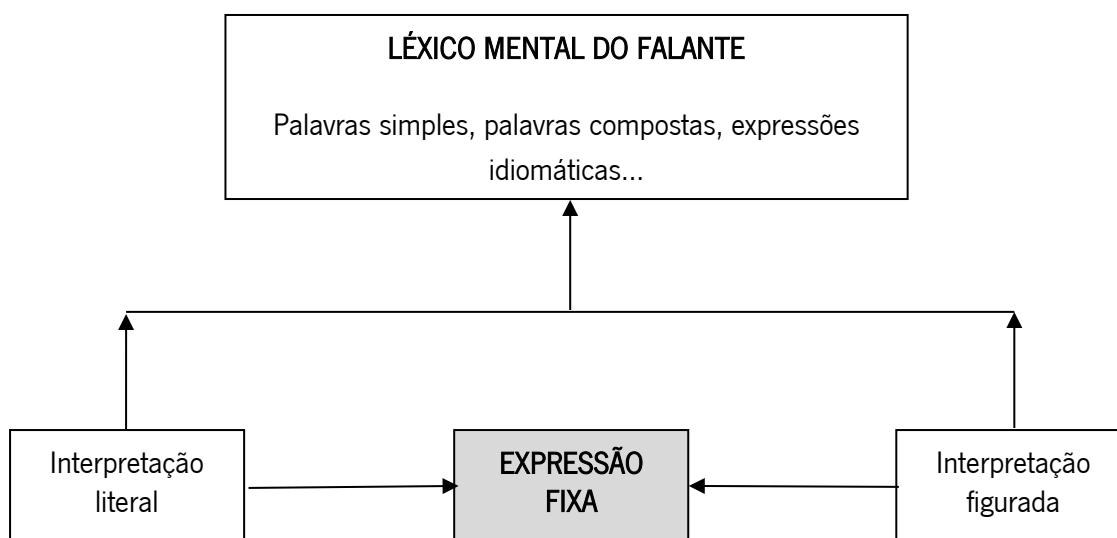 LÉXICO MENTAL DO FALANTE
Palavras simples, palavras compostas, expressões
idiomáticas...
Interpretação
literal
EXPRESSÃO
FIXA
Interpretação
figurada